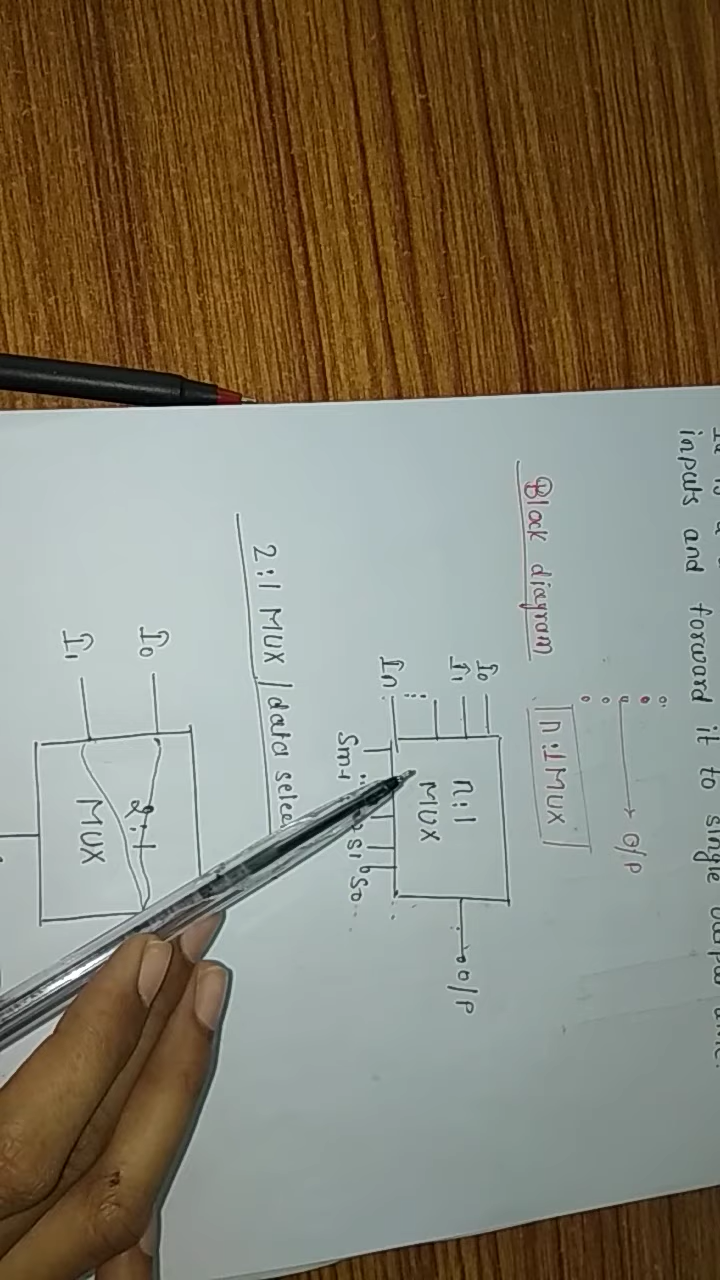 inputs and forward it to single
O/P
Block diagram
n:1 MUX
I0
I1
In
n:1
MUX
O/P
Sm-1
S1 S0
2:1 MUX / data
I0
I1
2:1
MUX